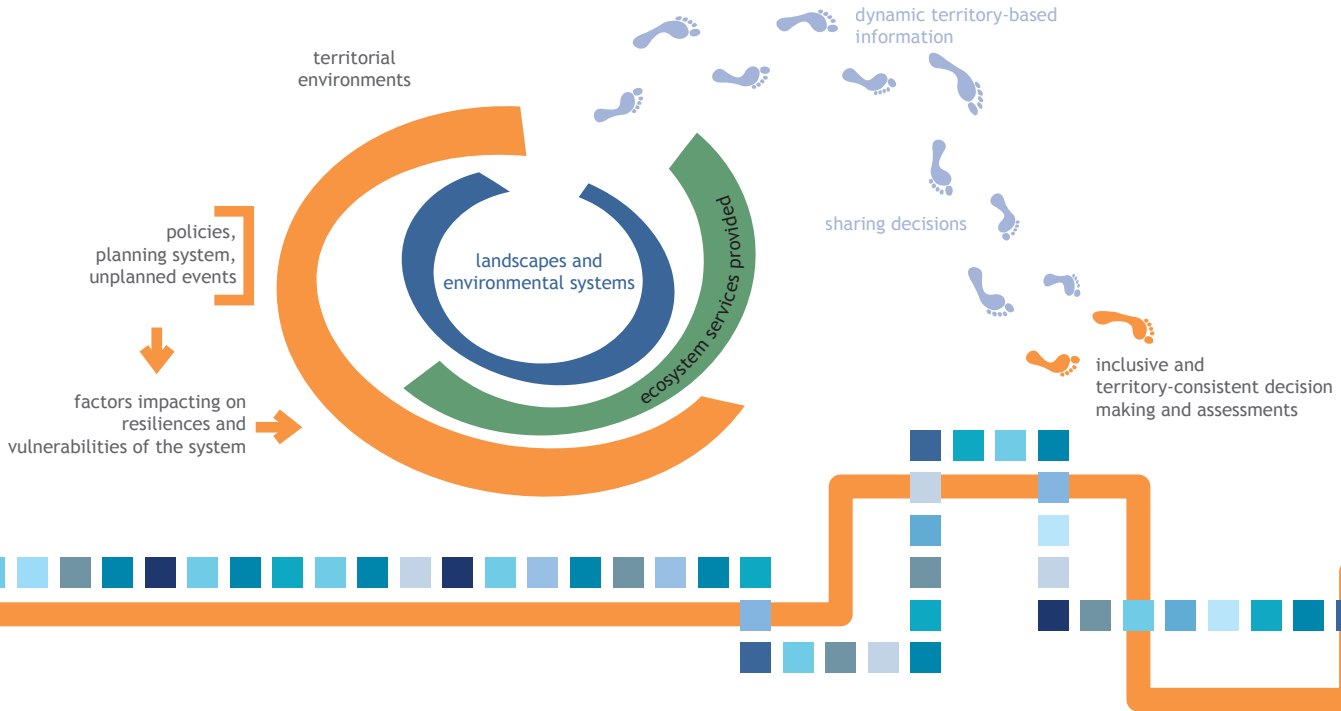 dynamic territory-based
information
territorial
environments
policies,
planning system,
unplanned events
landscapes and
environmental systems
ecosystem services provided
sharing decisions
factors impacting on
resiliences and
vulnerabilities of the system
inclusive and
territory-consistent decision
making and assessments